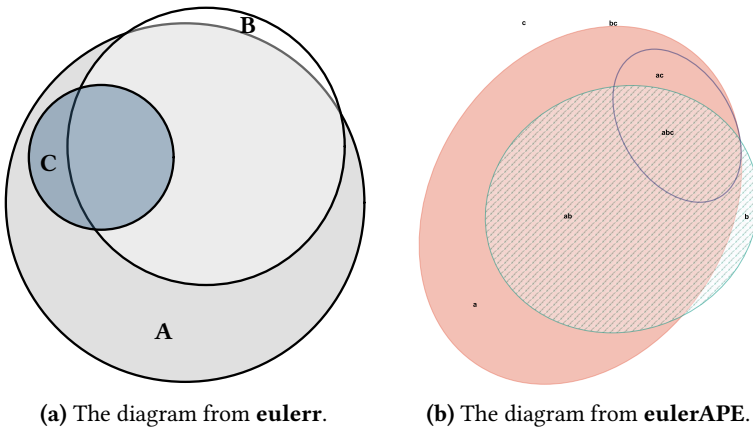 B
C
A
c
bc
ac
abc
ab
b
a
(a) The diagram from eulerr.
(b) The diagram from eulerAPE.